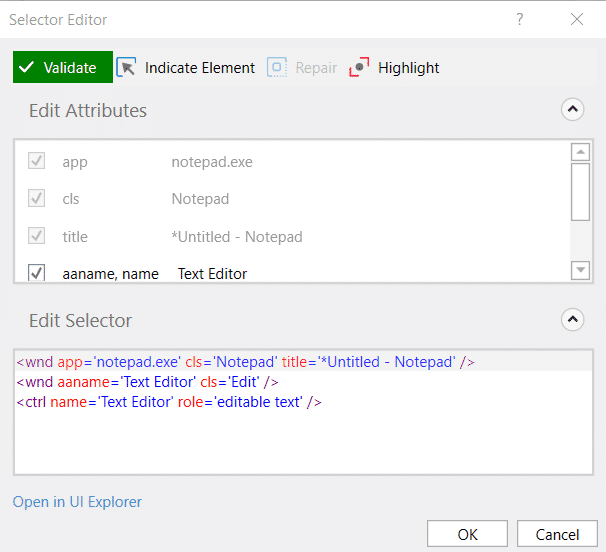 Selector Editor ?
Validate Indicate Element Repair Highlight
Edit Attributes
app notepad.exe
cls Notepad
title *Untitled - Notepad
aaname, name Text Editor
Edit Selector
<wnd app='notepad.exe' cls='Notepad' title='*Untitled - Notepad' />
<wnd aaname='Text Editor' cls='Edit' />
<ctrl name='Text Editor' role='editable text' />
Open in UI Explorer
OK Cancel